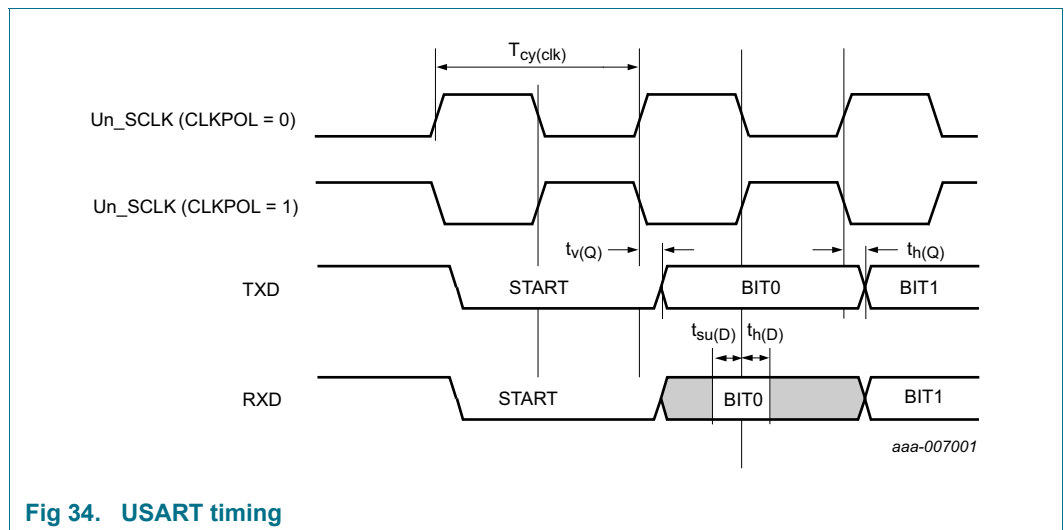 T_cy(clk)
Un_SCLK (CLKPOL = 0)
Un_SCLK (CLKPOL = 1)
t_v(Q)
t_h(Q)
TXD
START
BIT0
BIT1
t_su(D)
t_h(D)
RXD
START
BIT0
BIT1
aaa-007001
Fig 34. USART timing